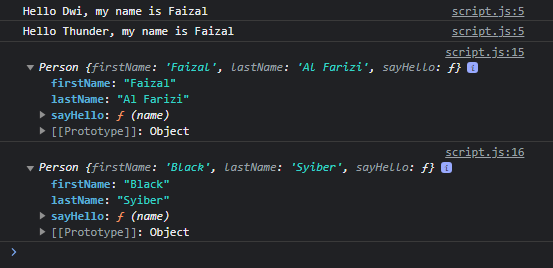 Hello Dwi, my name is Faizal script.js:5
Hello Thunder, my name is Faizal script.js:5
script.js:15
Person {firstName: 'Faizal', lastName: 'Al Farizi', sayHello: ƒ} i
firstName: "Faizal"
lastName: "Al Farizi"
sayHello: ƒ (name)
[[Prototype]]: Object
script.js:16
Person {firstName: 'Black', lastName: 'Syiber', sayHello: ƒ} i
firstName: "Black"
lastName: "Syiber"
sayHello: ƒ (name)
[[Prototype]]: Object